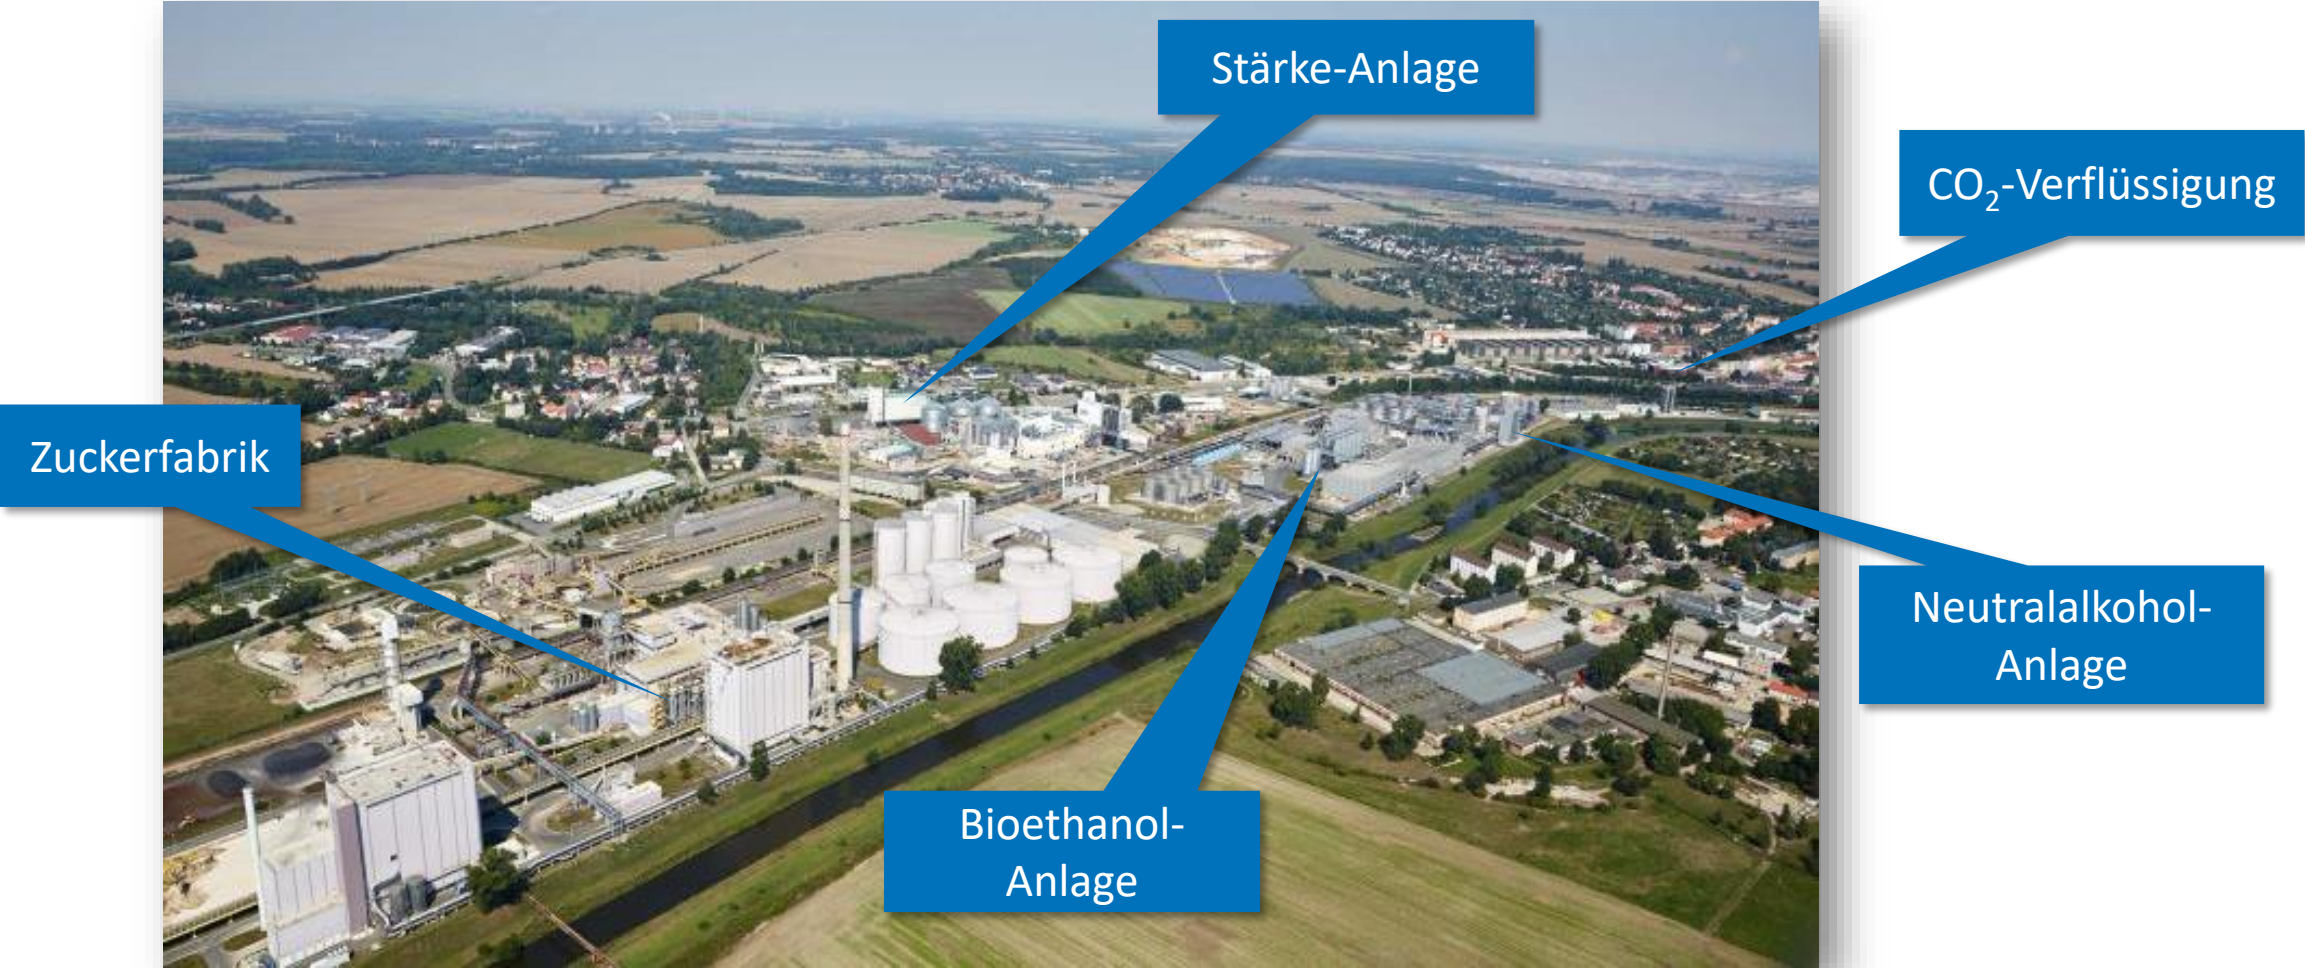 Stärke-Anlage
CO₂-Verflüssigung
Zuckerfabrik
Neutralalkohol-
Anlage
Bioethanol-
Anlage